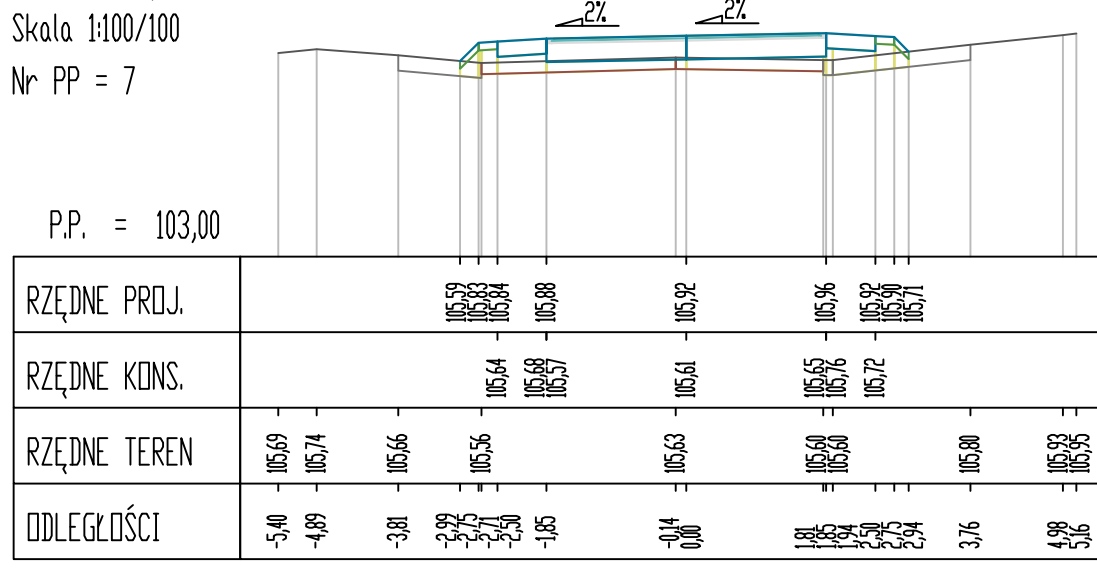 2% 2%
Skala 1:100/100
Nr PP = 7
P.P. = 103,00
RZĘDNE PROJ. 105,59 105,83 105,84 105,88 105,92 105,96 105,92 105,90 105,71
RZĘDNE KONS. 105,64 105,68 105,57 105,61 105,65 105,76 105,72
RZĘDNE TEREN 105,69 105,74 105,66 105,56 105,63 105,60 105,60 105,80 105,93 105,95
ODLEGŁOŚCI -5,40 -4,89 -3,81 -2,99 -2,75 -2,71 -2,50 -1,85 -0,14 0,00 1,81 1,85 1,94 2,50 2,75 2,94 3,76 4,98 5,16